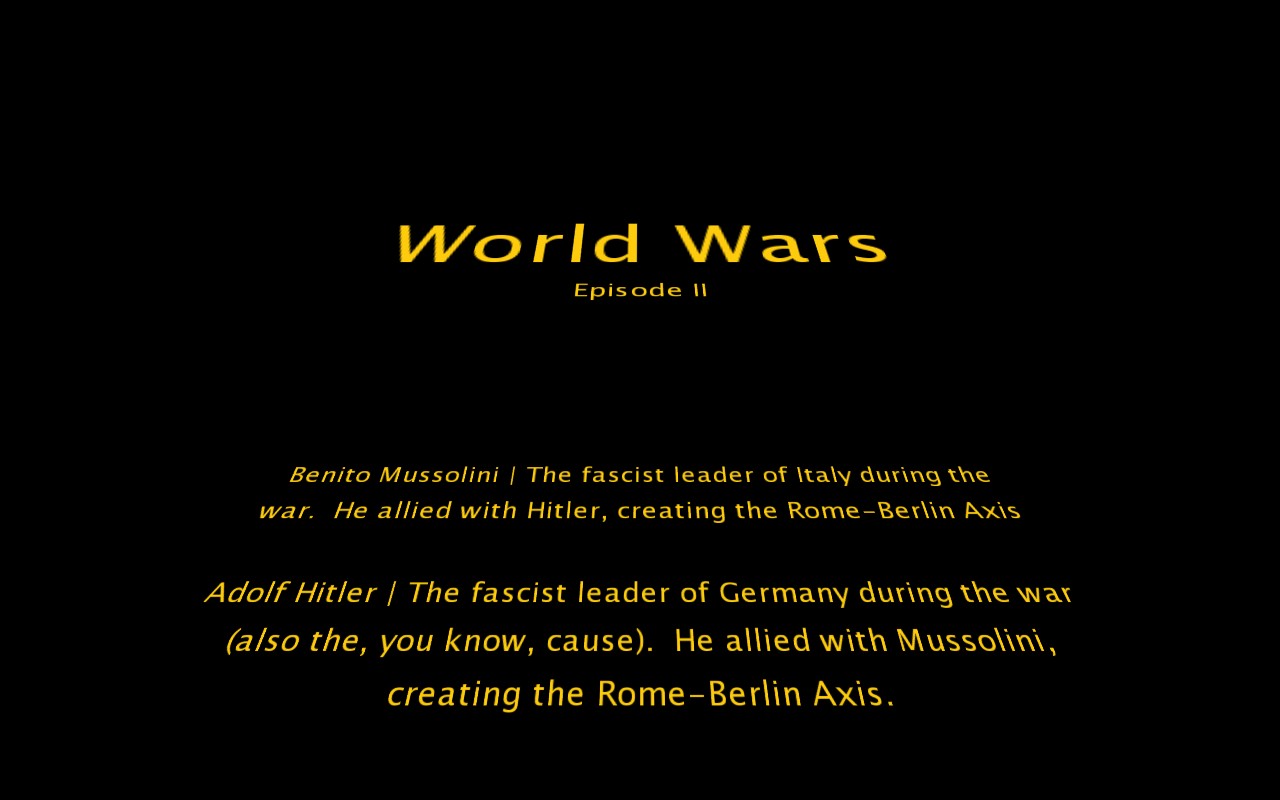 World Wars
Episode II
Benito Mussolini | The fascist leader of Italy during the
war.  He allied with Hitler, creating the Rome-Berlin Axis
Adolf Hitler | The fascist leader of Germany during the war
(also the, you know, cause).  He allied with Mussolini,
creating the Rome-Berlin Axis.